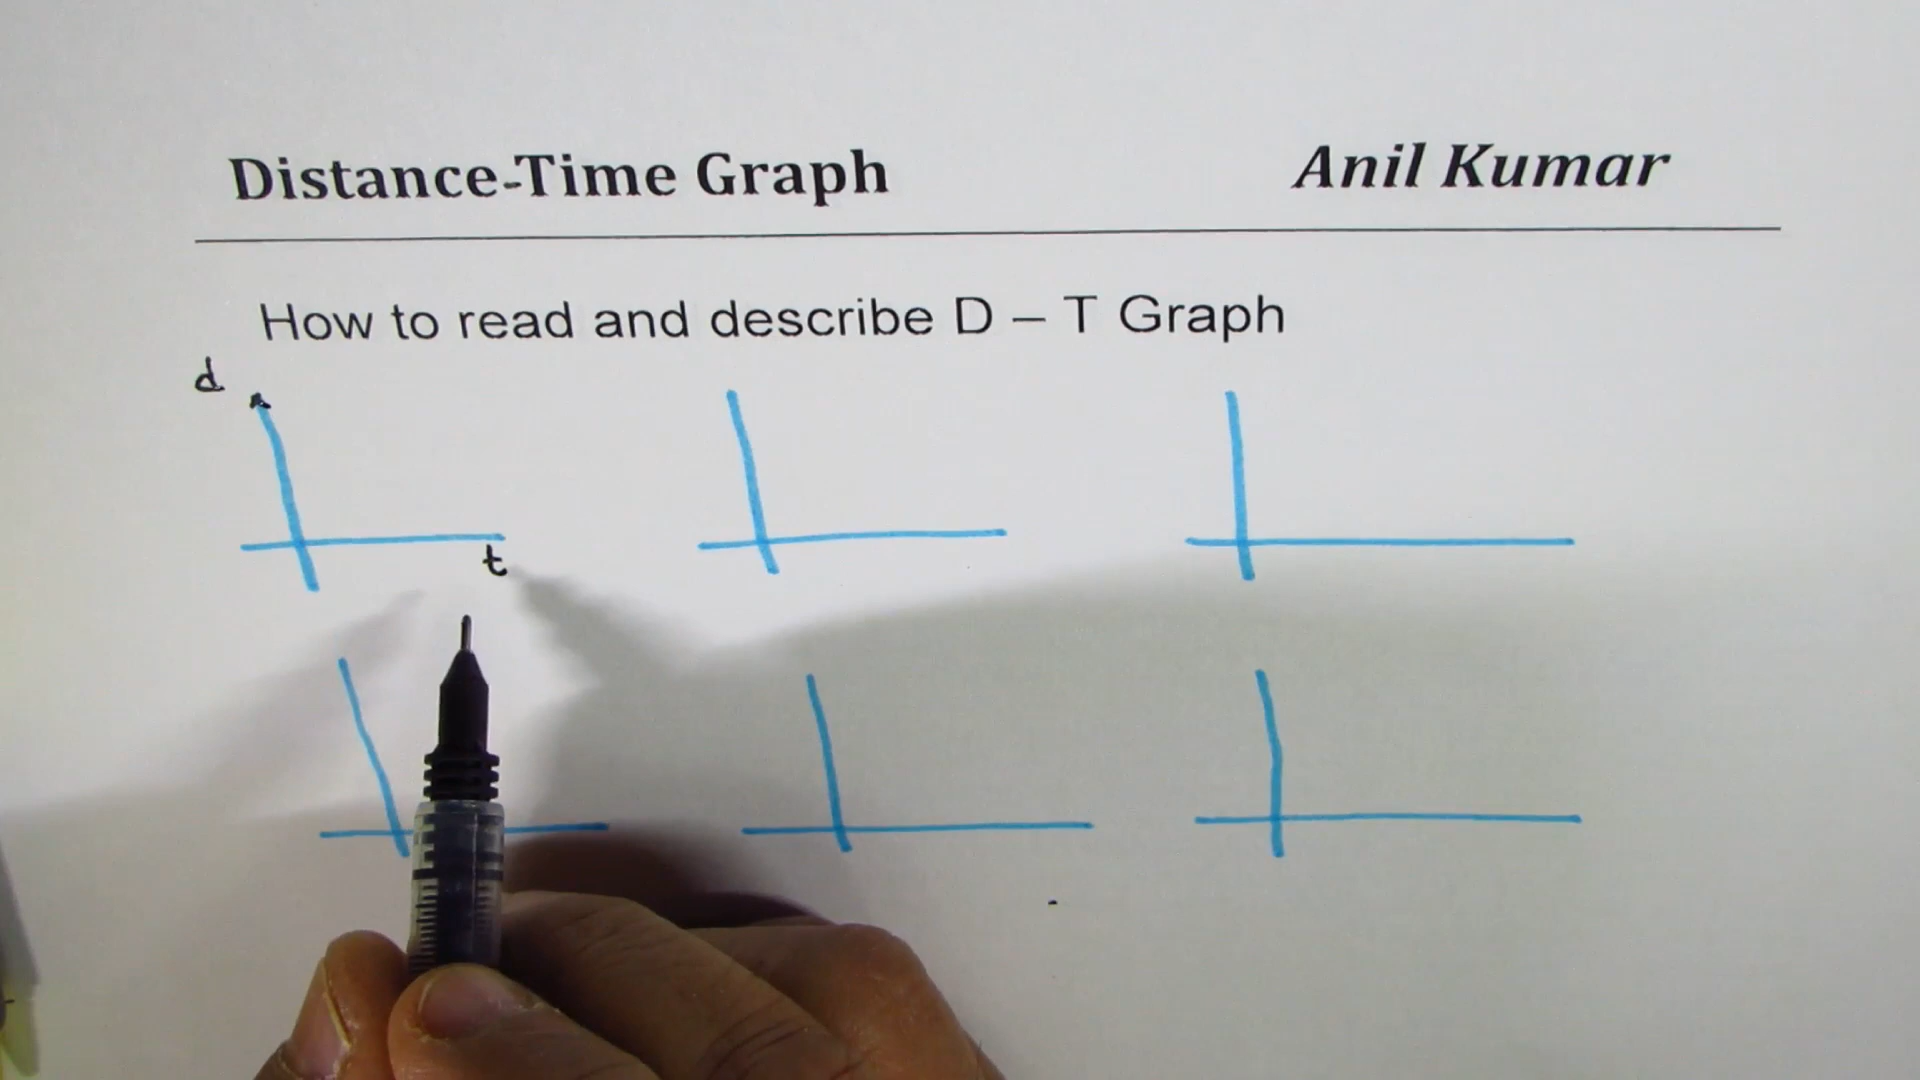 Distance-Time Graph Anil Kumar
How to read and describe D – T Graph
d
t